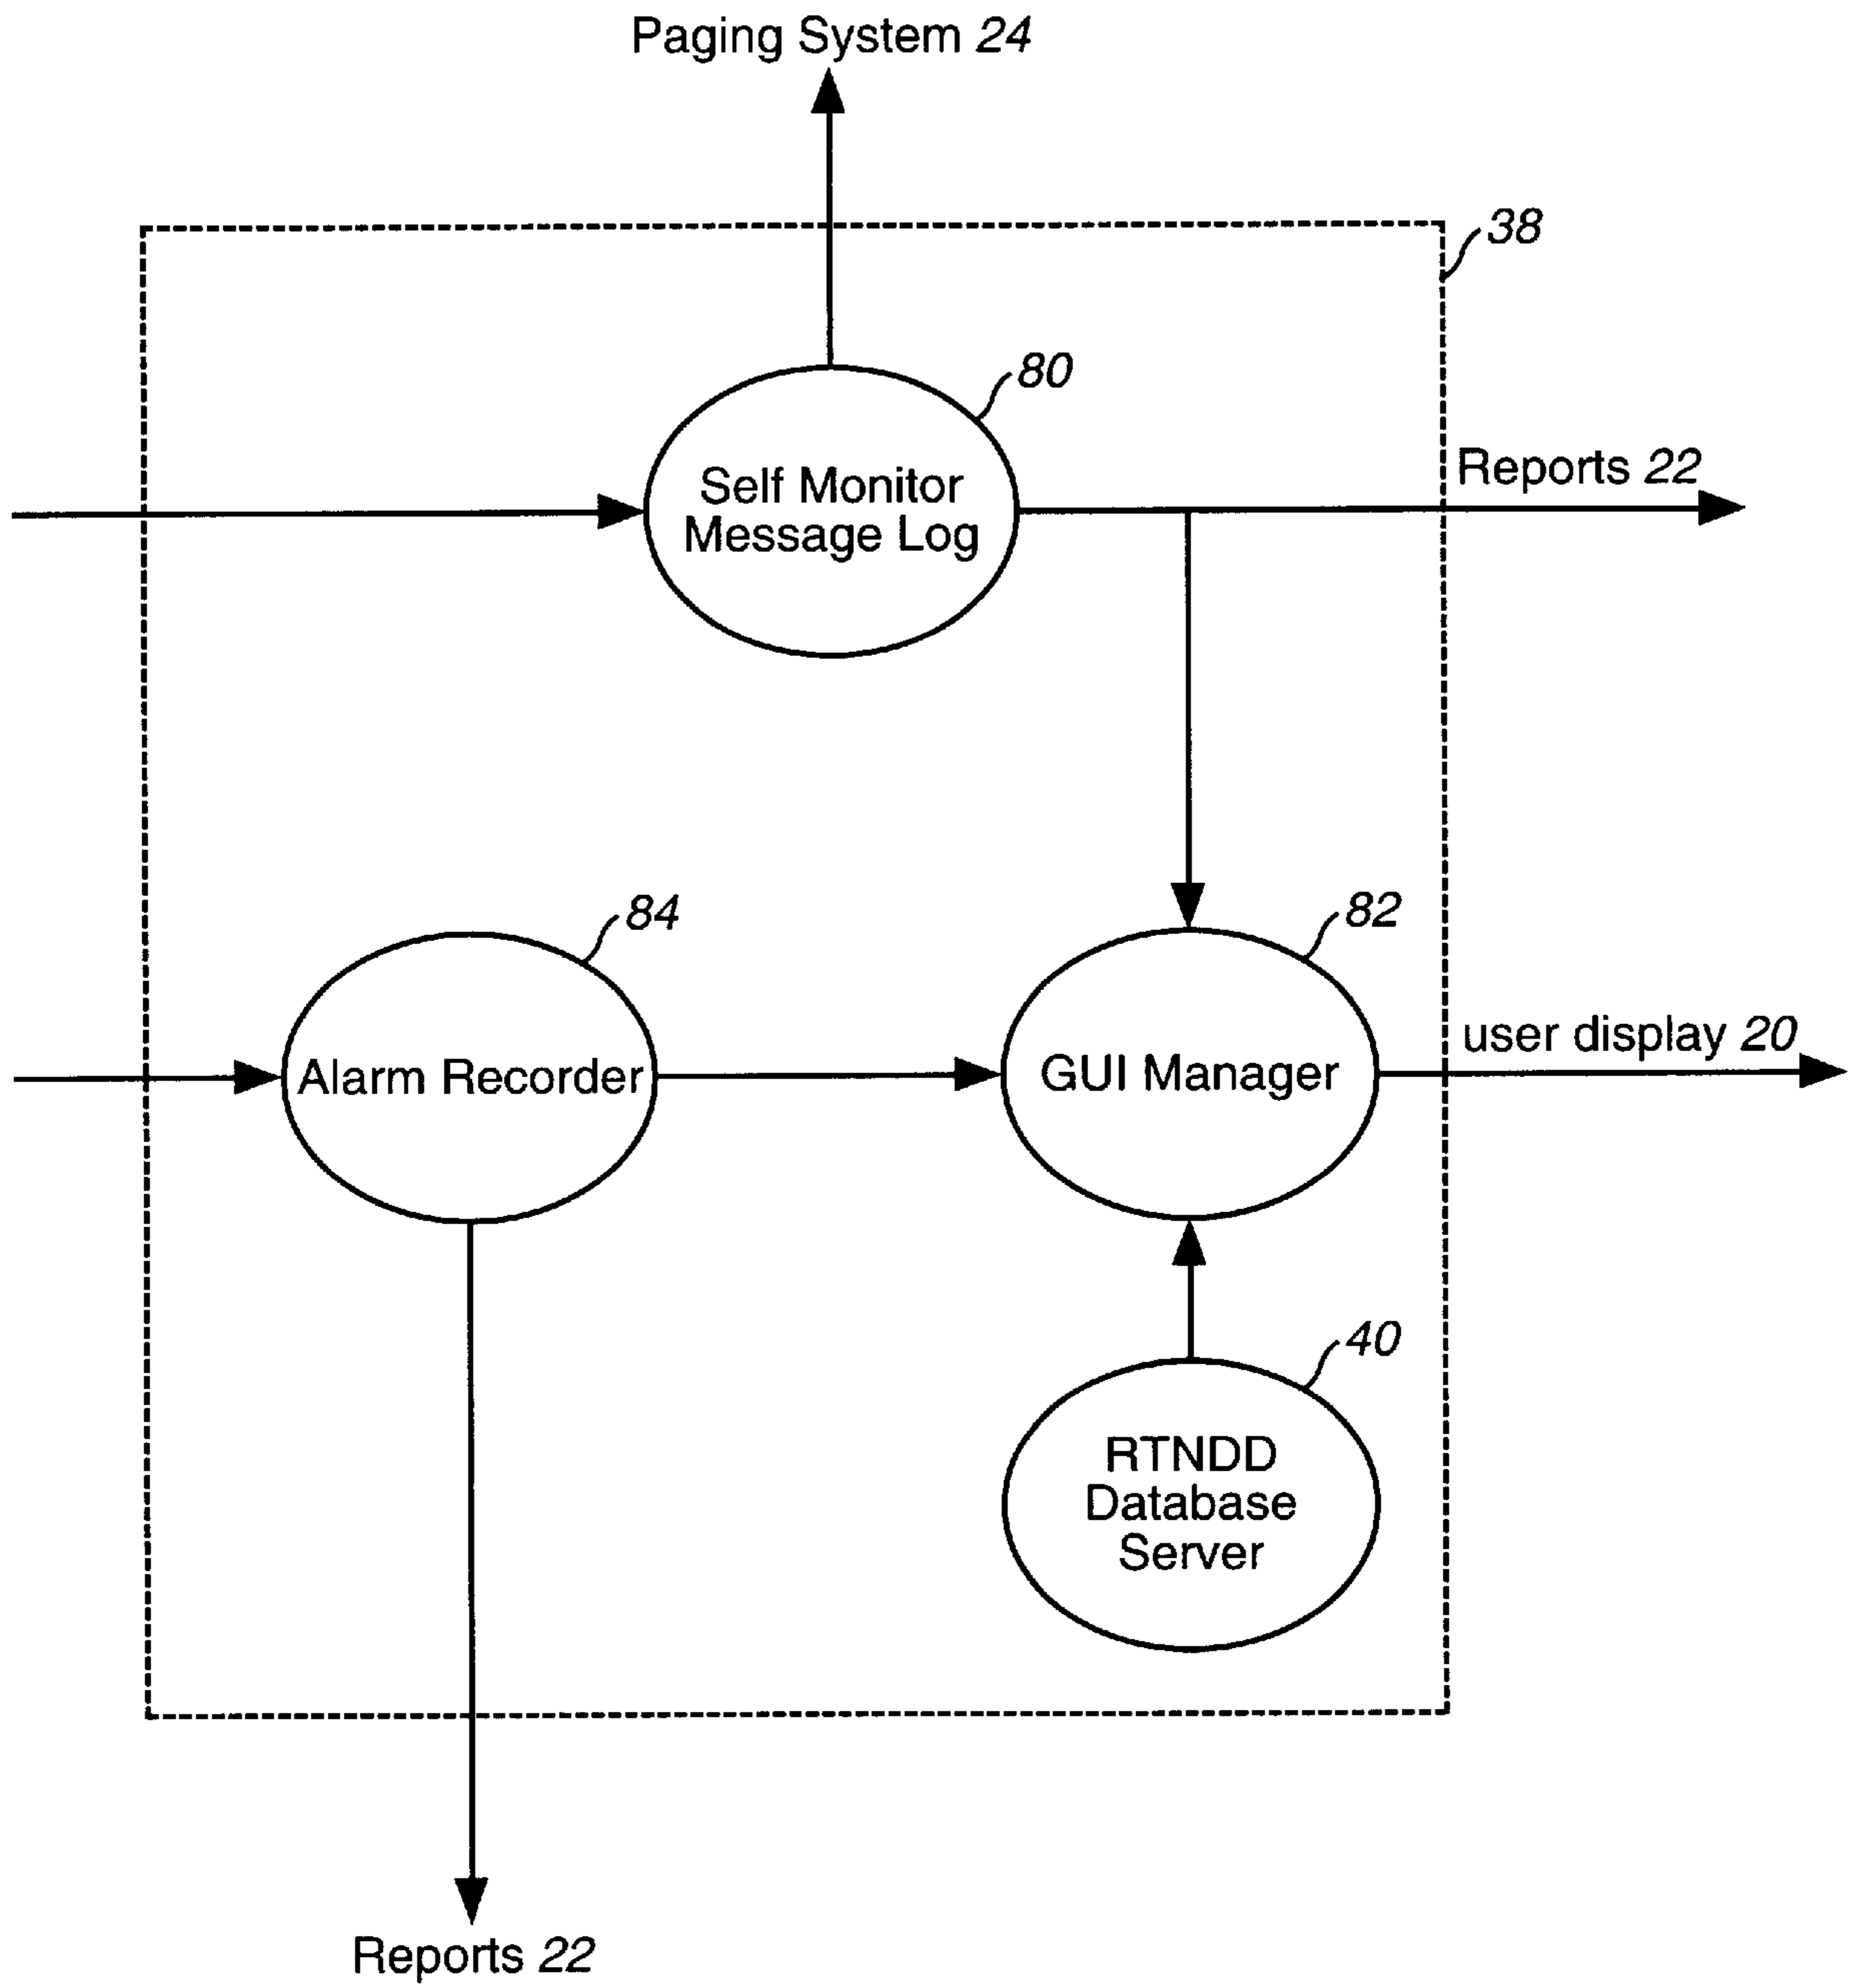 Paging System 24
38
80
Self Monitor
Message Log
Reports 22
84
82
Alarm Recorder
GUI Manager
user display 20
40
RTNDD
Database
Server
Reports 22